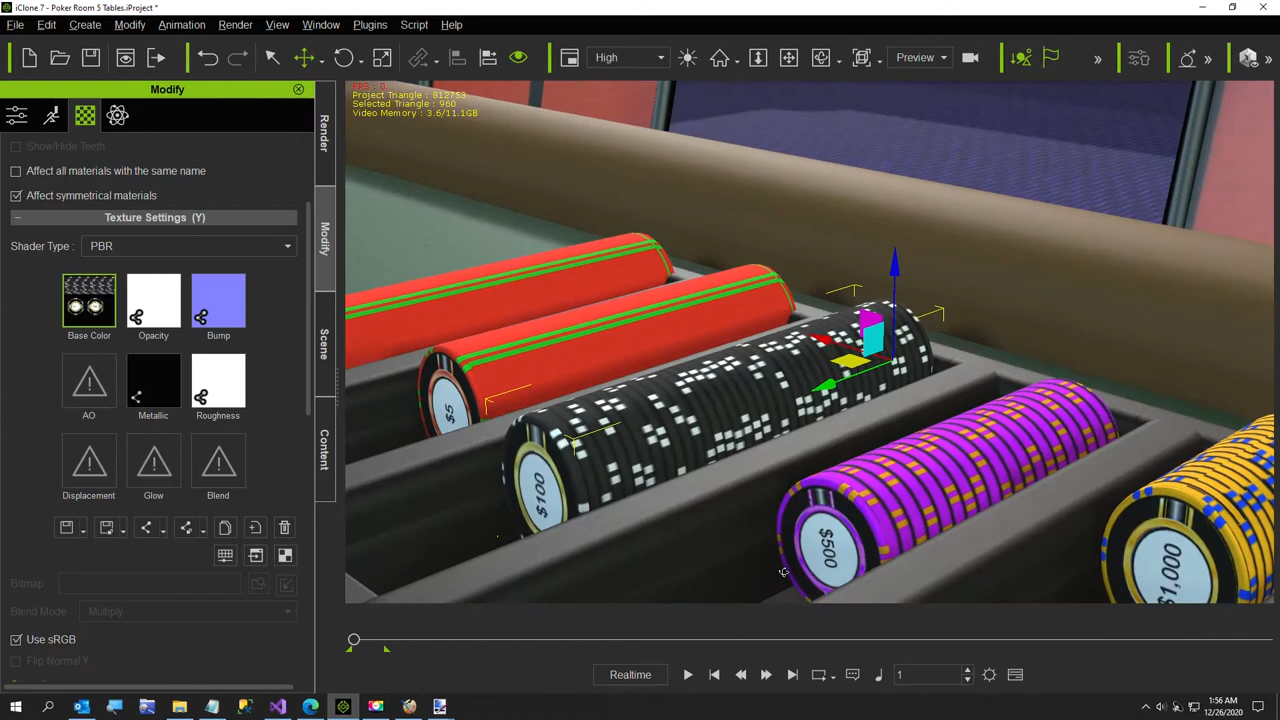 iClone 7 - Poker Room 5 Tables.iProject *
File Edit Create Modify Animation Render View Window Plugins Script Help
High
Preview
Modify
FPS : 0
Project Triangle : 812753
Selected Triangle : 960
Video Memory : 3.6/11.1GB
Render
Modify
Scene
Content
Show/Hide Teeth
Affect all materials with the same name
Affect symmetrical materials
Texture Settings (Y)
Shader Type : PBR
Base Color Opacity Bump
AO Metallic Roughness
Displacement Glow Blend
Bitmap
Blend Mode : Multiply
Use sRGB
Flip Normal Y
$5
$100
$500
$1,000
Realtime
1
1:56 AM
12/26/2020